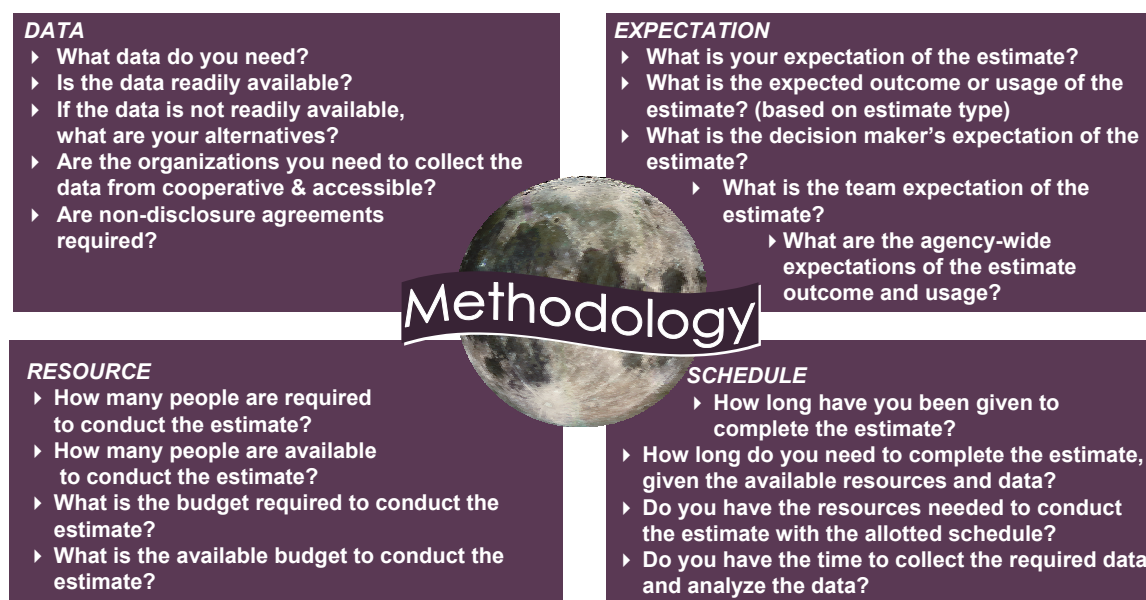 DATA
What data do you need?
Is the data readily available?
If the data is not readily available,
what are your alternatives?
Are the organizations you need to collect the
data from cooperative & accessible?
Are non-disclosure agreements
required?
EXPECTATION
What is your expectation of the estimate?
What is the expected outcome or usage of the
estimate? (based on estimate type)
What is the decision maker's expectation of the
estimate?
What is the team expectation of the
estimate?
What are the agency-wide
expectations of the estimate
outcome and usage?
Methodology
RESOURCE
How many people are required
to conduct the estimate?
How many people are available
to conduct the estimate?
What is the budget required to conduct the
estimate?
What is the available budget to conduct the
estimate?
SCHEDULE
How long have you been given to
complete the estimate?
How long do you need to complete the estimate,
given the available resources and data?
Do you have the resources needed to conduct
the estimate with the allotted schedule?
Do you have the time to collect the required data
and analyze the data?